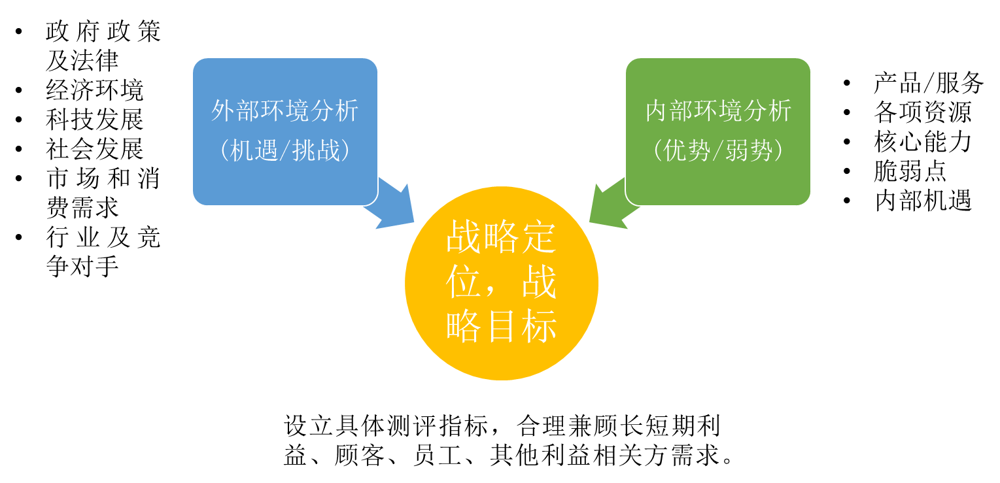 • 政府政策
及法律
• 经济环境
• 科技发展
• 社会发展
• 市场和消
费需求
• 行业及竞
争对手
外部环境分析
(机遇/挑战)
内部环境分析
(优势/弱势)
• 产品/服务
• 各项资源
• 核心能力
• 脆弱点
• 内部机遇
战略定
位，战
略目标
设立具体测评指标，合理兼顾长短期利
益、顾客、员工、其他利益相关方需求。